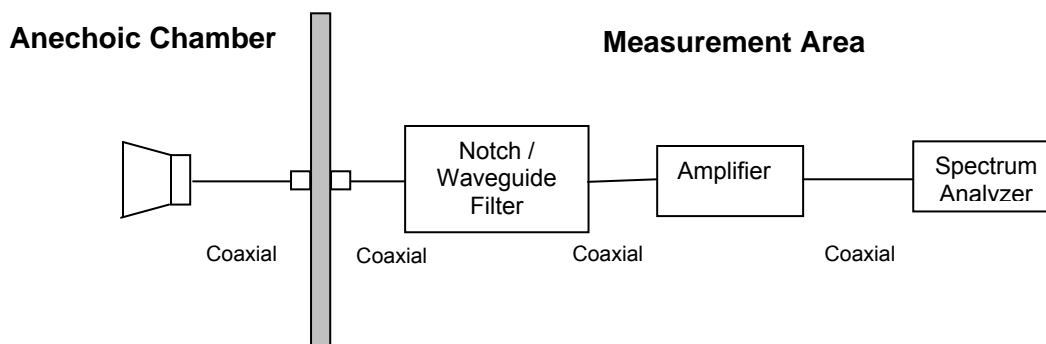 Anechoic Chamber
Measurement Area
Notch /
Waveguide
Filter
Amplifier
Spectrum
Analyzer
Coaxial
Coaxial
Coaxial
Coaxial